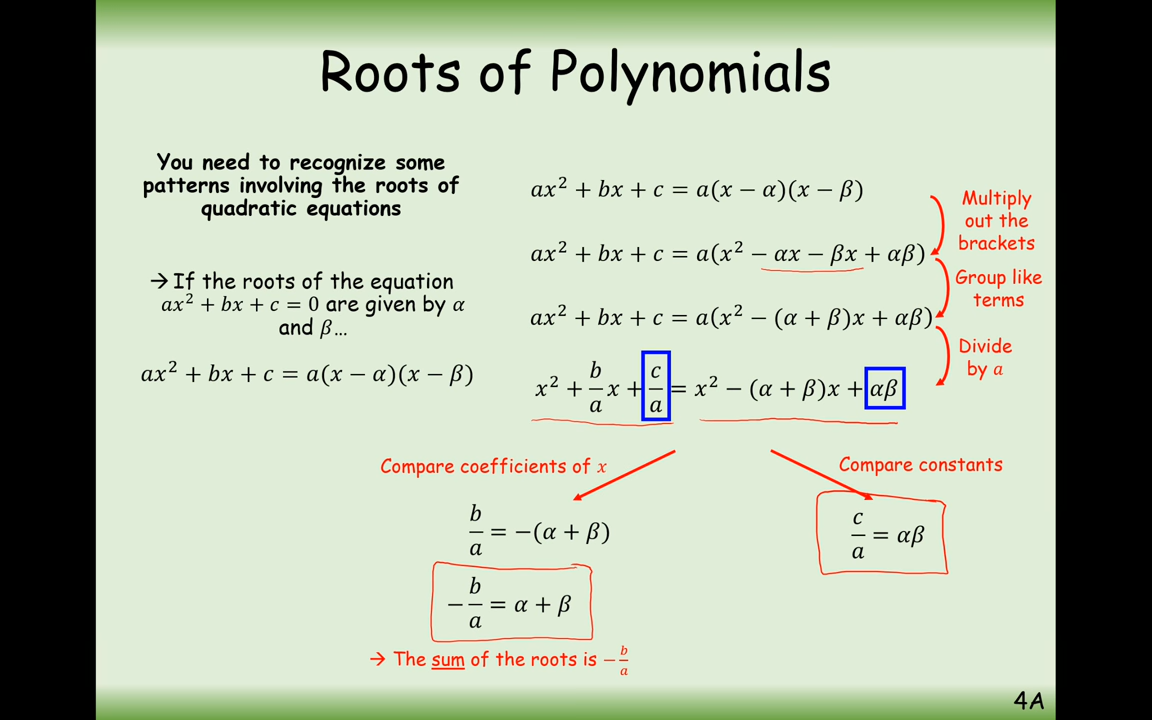 Roots of Polynomials
You need to recognize some
patterns involving the roots of
quadratic equations
→ If the roots of the equation
𝑎𝑥² + 𝑏𝑥 + 𝑐 = 0 are given by 𝛼
and 𝛽…
𝑎𝑥² + 𝑏𝑥 + 𝑐 = 𝑎(𝑥 − 𝛼)(𝑥 − 𝛽)
𝑎𝑥² + 𝑏𝑥 + 𝑐 = 𝑎(𝑥 − 𝛼)(𝑥 − 𝛽)
Multiply
out the
brackets
𝑎𝑥² + 𝑏𝑥 + 𝑐 = 𝑎(𝑥² − 𝛼𝑥 − 𝛽𝑥 + 𝛼𝛽)
Group like
terms
𝑎𝑥² + 𝑏𝑥 + 𝑐 = 𝑎(𝑥² − (𝛼 + 𝛽)𝑥 + 𝛼𝛽)
Divide
by 𝑎
𝑥² + 𝑏/𝑎 𝑥 + 𝑐/𝑎 = 𝑥² − (𝛼 + 𝛽)𝑥 + 𝛼𝛽
Compare coefficients of 𝑥
𝑏/𝑎 = −(𝛼 + 𝛽)
−𝑏/𝑎 = 𝛼 + 𝛽
→ The sum of the roots is −𝑏/𝑎
Compare constants
𝑐/𝑎 = 𝛼𝛽
4A